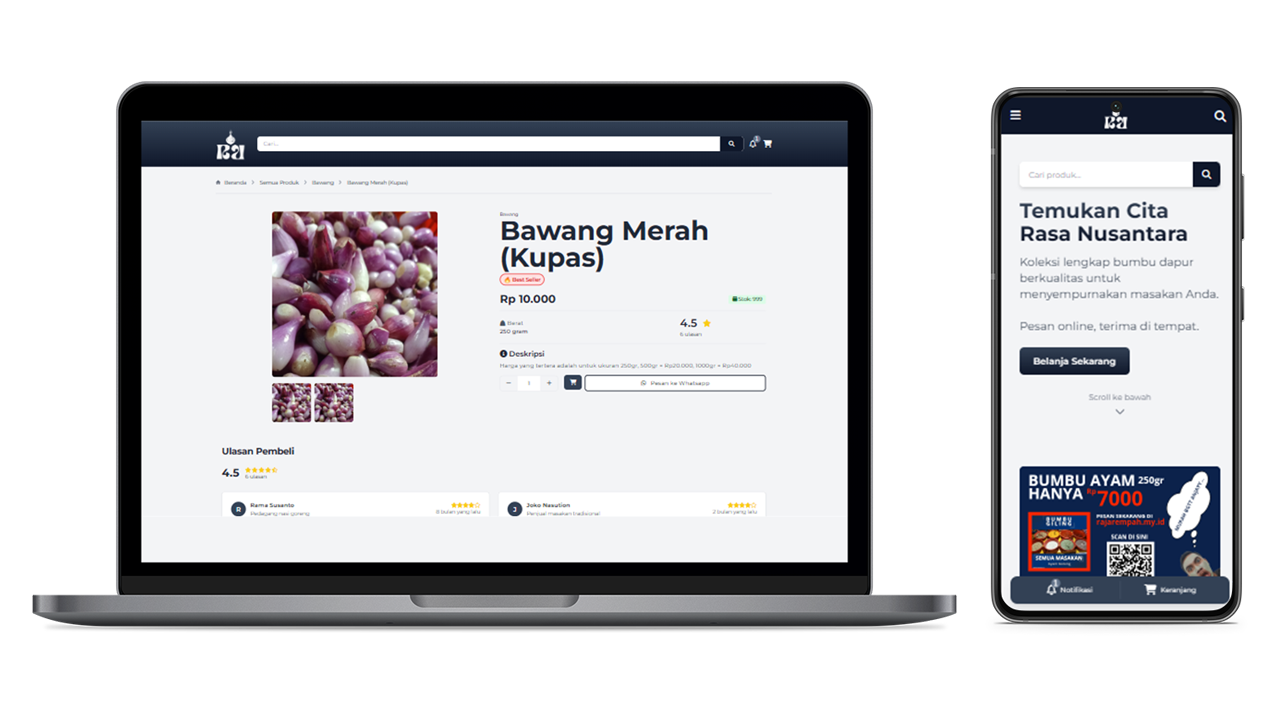 Ra
Cari...
Beranda > Semua Produk > Bawang > Bawang Merah (Kupas)
Bawang
Bawang Merah
(Kupas)
Best Seller
Rp 10.000
Stok: 999
Berat
250 gram
4.5
6 ulasan
Deskripsi
Harga yang tertera adalah untuk ukuran 250gr, 500gr = Rp20.000, 1000gr = Rp40.000
− 1 +
Pesan ke Whatsapp
Ulasan Pembeli
4.5
6 ulasan
R
Rama Susanto
Pedagang nasi goreng
8 bulan yang lalu
J
Joko Nasution
Penjual masakan tradisional
2 bulan yang lalu
Ra
Cari produk...
Temukan Cita
Rasa Nusantara
Koleksi lengkap bumbu dapur
berkualitas untuk
menyempurnakan masakan Anda.
Pesan online, terima di tempat.
Belanja Sekarang
Scroll ke bawah
BUMBU AYAM 250gr
HANYA Rp 7000
PESAN SEKARANG DI
rajarempah.my.id
SCAN DI SINI
BUMBU
GILING
SEMUA MASAKAN
Notifikasi
Keranjang